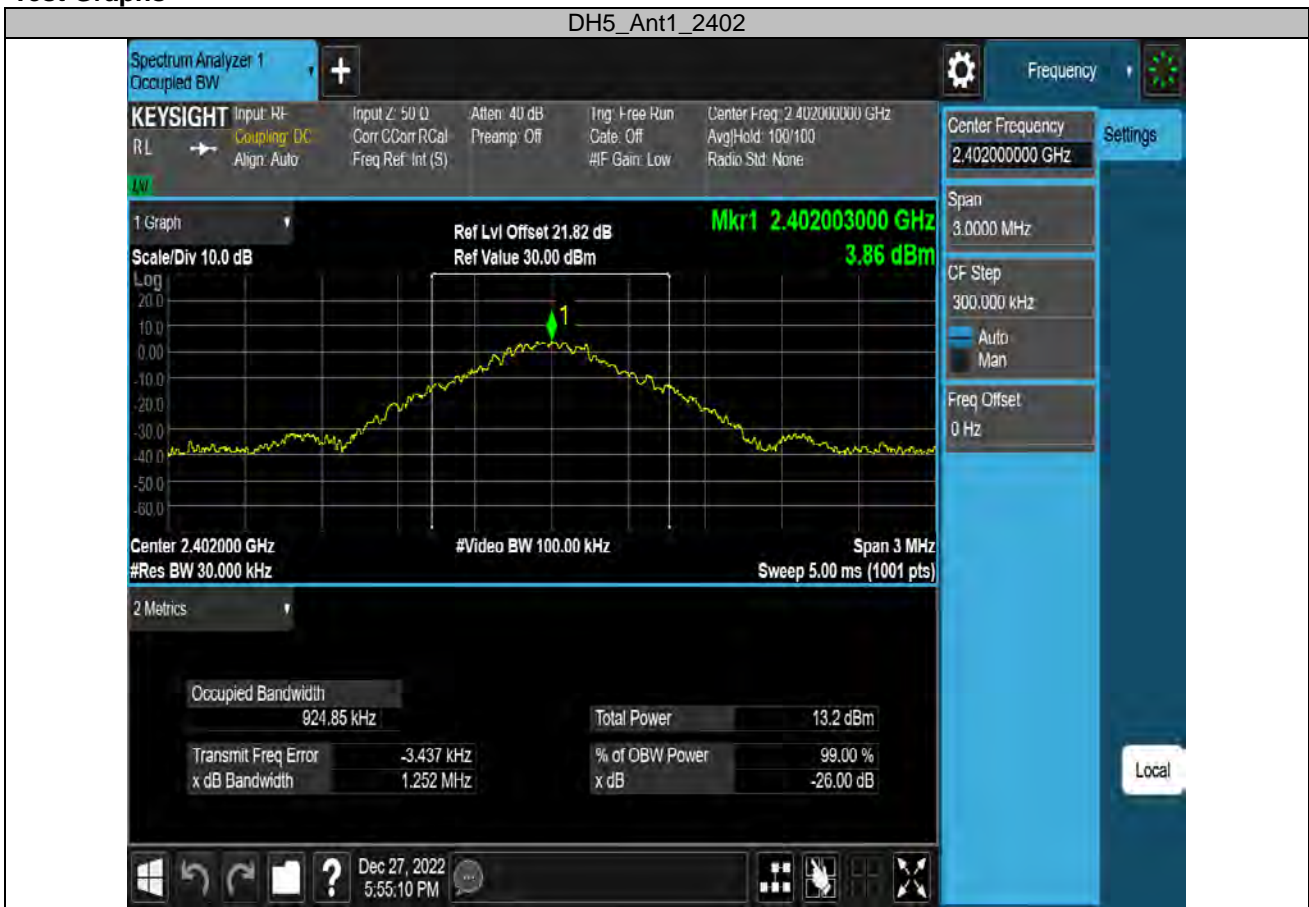 DH5_Ant1_2402
Spectrum Analyzer 1
Occupied BW
Frequency
KEYSIGHT
Input: RF
RL
Coupling: DC
Align: Auto
Input Z: 50 Ω
Corr CCorr RCal
Freq Ref: Int (S)
Atten: 40 dB
Preamp: Off
Trig: Free Run
Gate: Off
#IF Gain: Low
Center Freq: 2.402000000 GHz
Avg|Hold: 100/100
Radio Std: None
Center Frequency
2.402000000 GHz
Settings
Span
3.0000 MHz
CF Step
300.000 kHz
Auto
Man
Freq Offset
0 Hz
1 Graph
Scale/Div 10.0 dB
Ref Lvl Offset 21.82 dB
Ref Value 30.00 dBm
Mkr1 2.402003000 GHz
3.86 dBm
Log
20.0
10.0
0.00
-10.0
-20.0
-30.0
-40.0
-50.0
-60.0
1
Center 2.402000 GHz
#Res BW 30.000 kHz
#Video BW 100.00 kHz
Span 3 MHz
Sweep 5.00 ms (1001 pts)
2 Metrics
Occupied Bandwidth
924.85 kHz
Total Power 13.2 dBm
Transmit Freq Error -3.437 kHz
% of OBW Power 99.00 %
x dB Bandwidth 1.252 MHz
x dB -26.00 dB
Local
Dec 27, 2022
5:55:10 PM